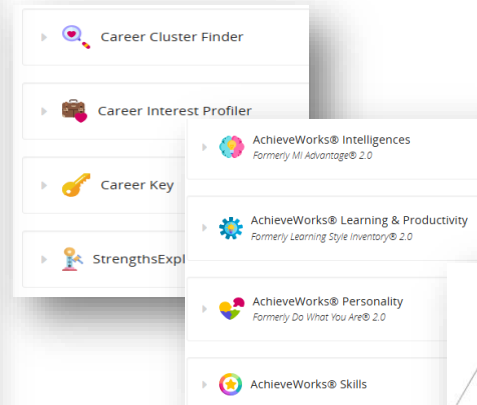 Career Cluster Finder
Career Interest Profiler
Career Key
StrengthsExpl
AchieveWorks® Intelligences
Formerly MI Advantage® 2.0
AchieveWorks® Learning & Productivity
Formerly Learning Style Inventory® 2.0
AchieveWorks® Personality
Formerly Do What You Are® 2.0
AchieveWorks® Skills